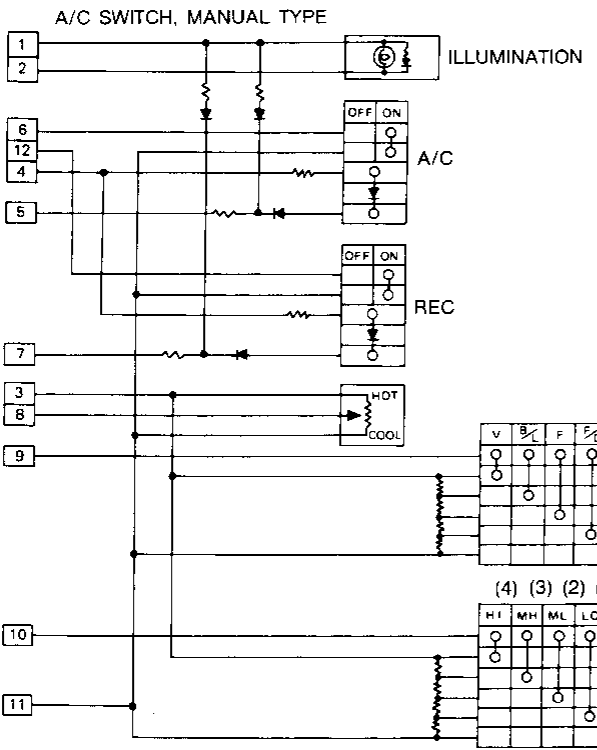 A/C SWITCH, MANUAL TYPE
1
2
ILLUMINATION
OFF ON
6
12
4
A/C
5
OFF ON
REC
7
3
HOT
8
COOL
V B/L F
9
(4) (3) (2)
HI MH ML
10
11